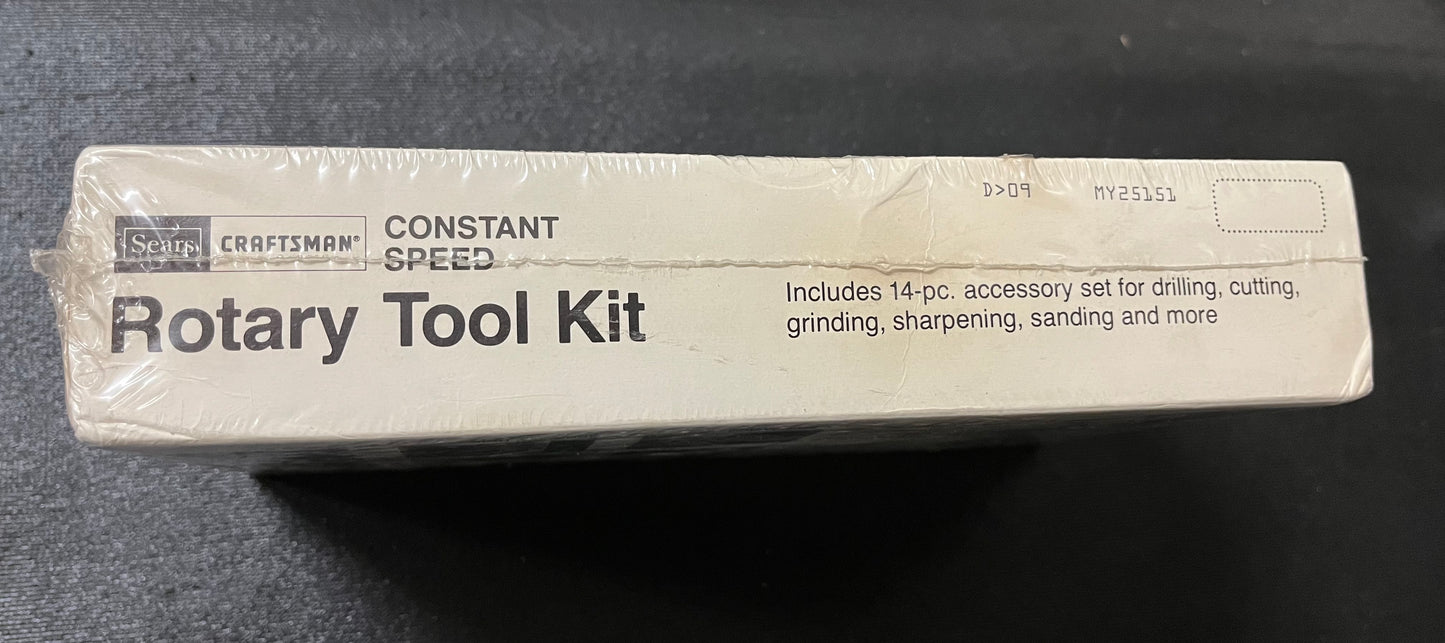 D>09 MY25151
Sears CRAFTSMAN® CONSTANT
SPEED
Rotary Tool Kit
Includes 14-pc. accessory set for drilling, cutting,
grinding, sharpening, sanding and more